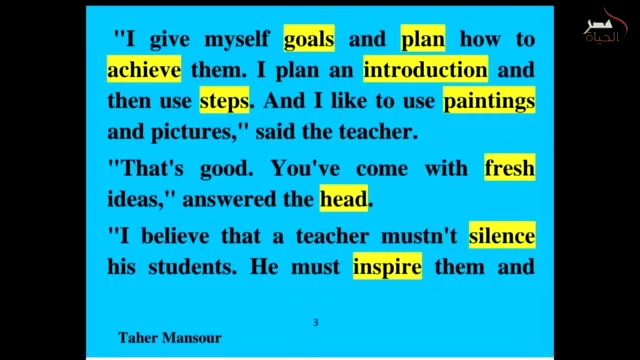 مصر
الحياة
"I give myself goals and plan how to
achieve them. I plan an introduction and
then use steps. And I like to use paintings
and pictures," said the teacher.
"That's good. You've come with fresh
ideas," answered the head.
"I believe that a teacher mustn't silence
his students. He must inspire them and
3
Taher Mansour